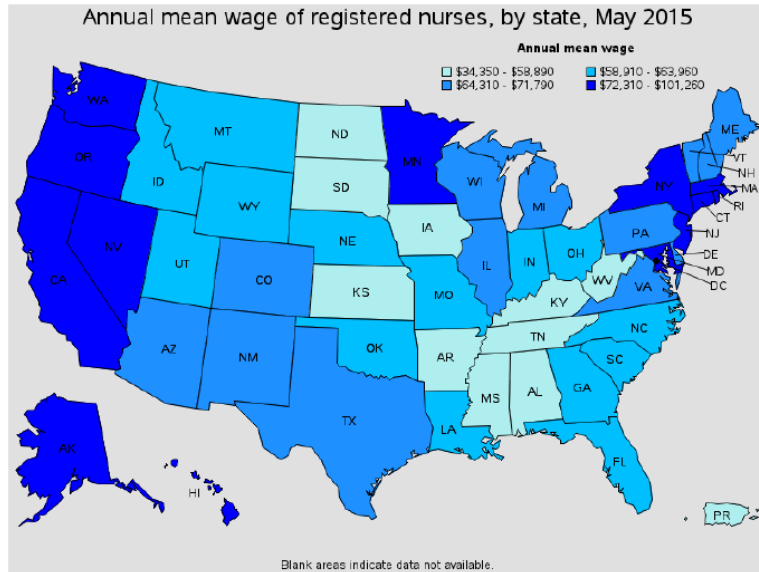 Annual mean wage of registered nurses, by state, May 2015
Annual mean wage
$34,350 - $58,890 $58,910 - $63,960
$64,310 - $71,790 $72,310 - $101,260
WA
MT
ND
MN
ME
OR
ID
SD
WI
MI
VT
NH
NY
MA
RI
CT
WY
IA
PA
NJ
NV
NE
IL
IN
OH
DE
MD
DC
CA
UT
CO
KS
MO
WV
VA
KY
AZ
NM
OK
AR
TN
NC
SC
MS
AL
GA
TX
LA
AK
HI
FL
PR
Blank areas indicate data not available.